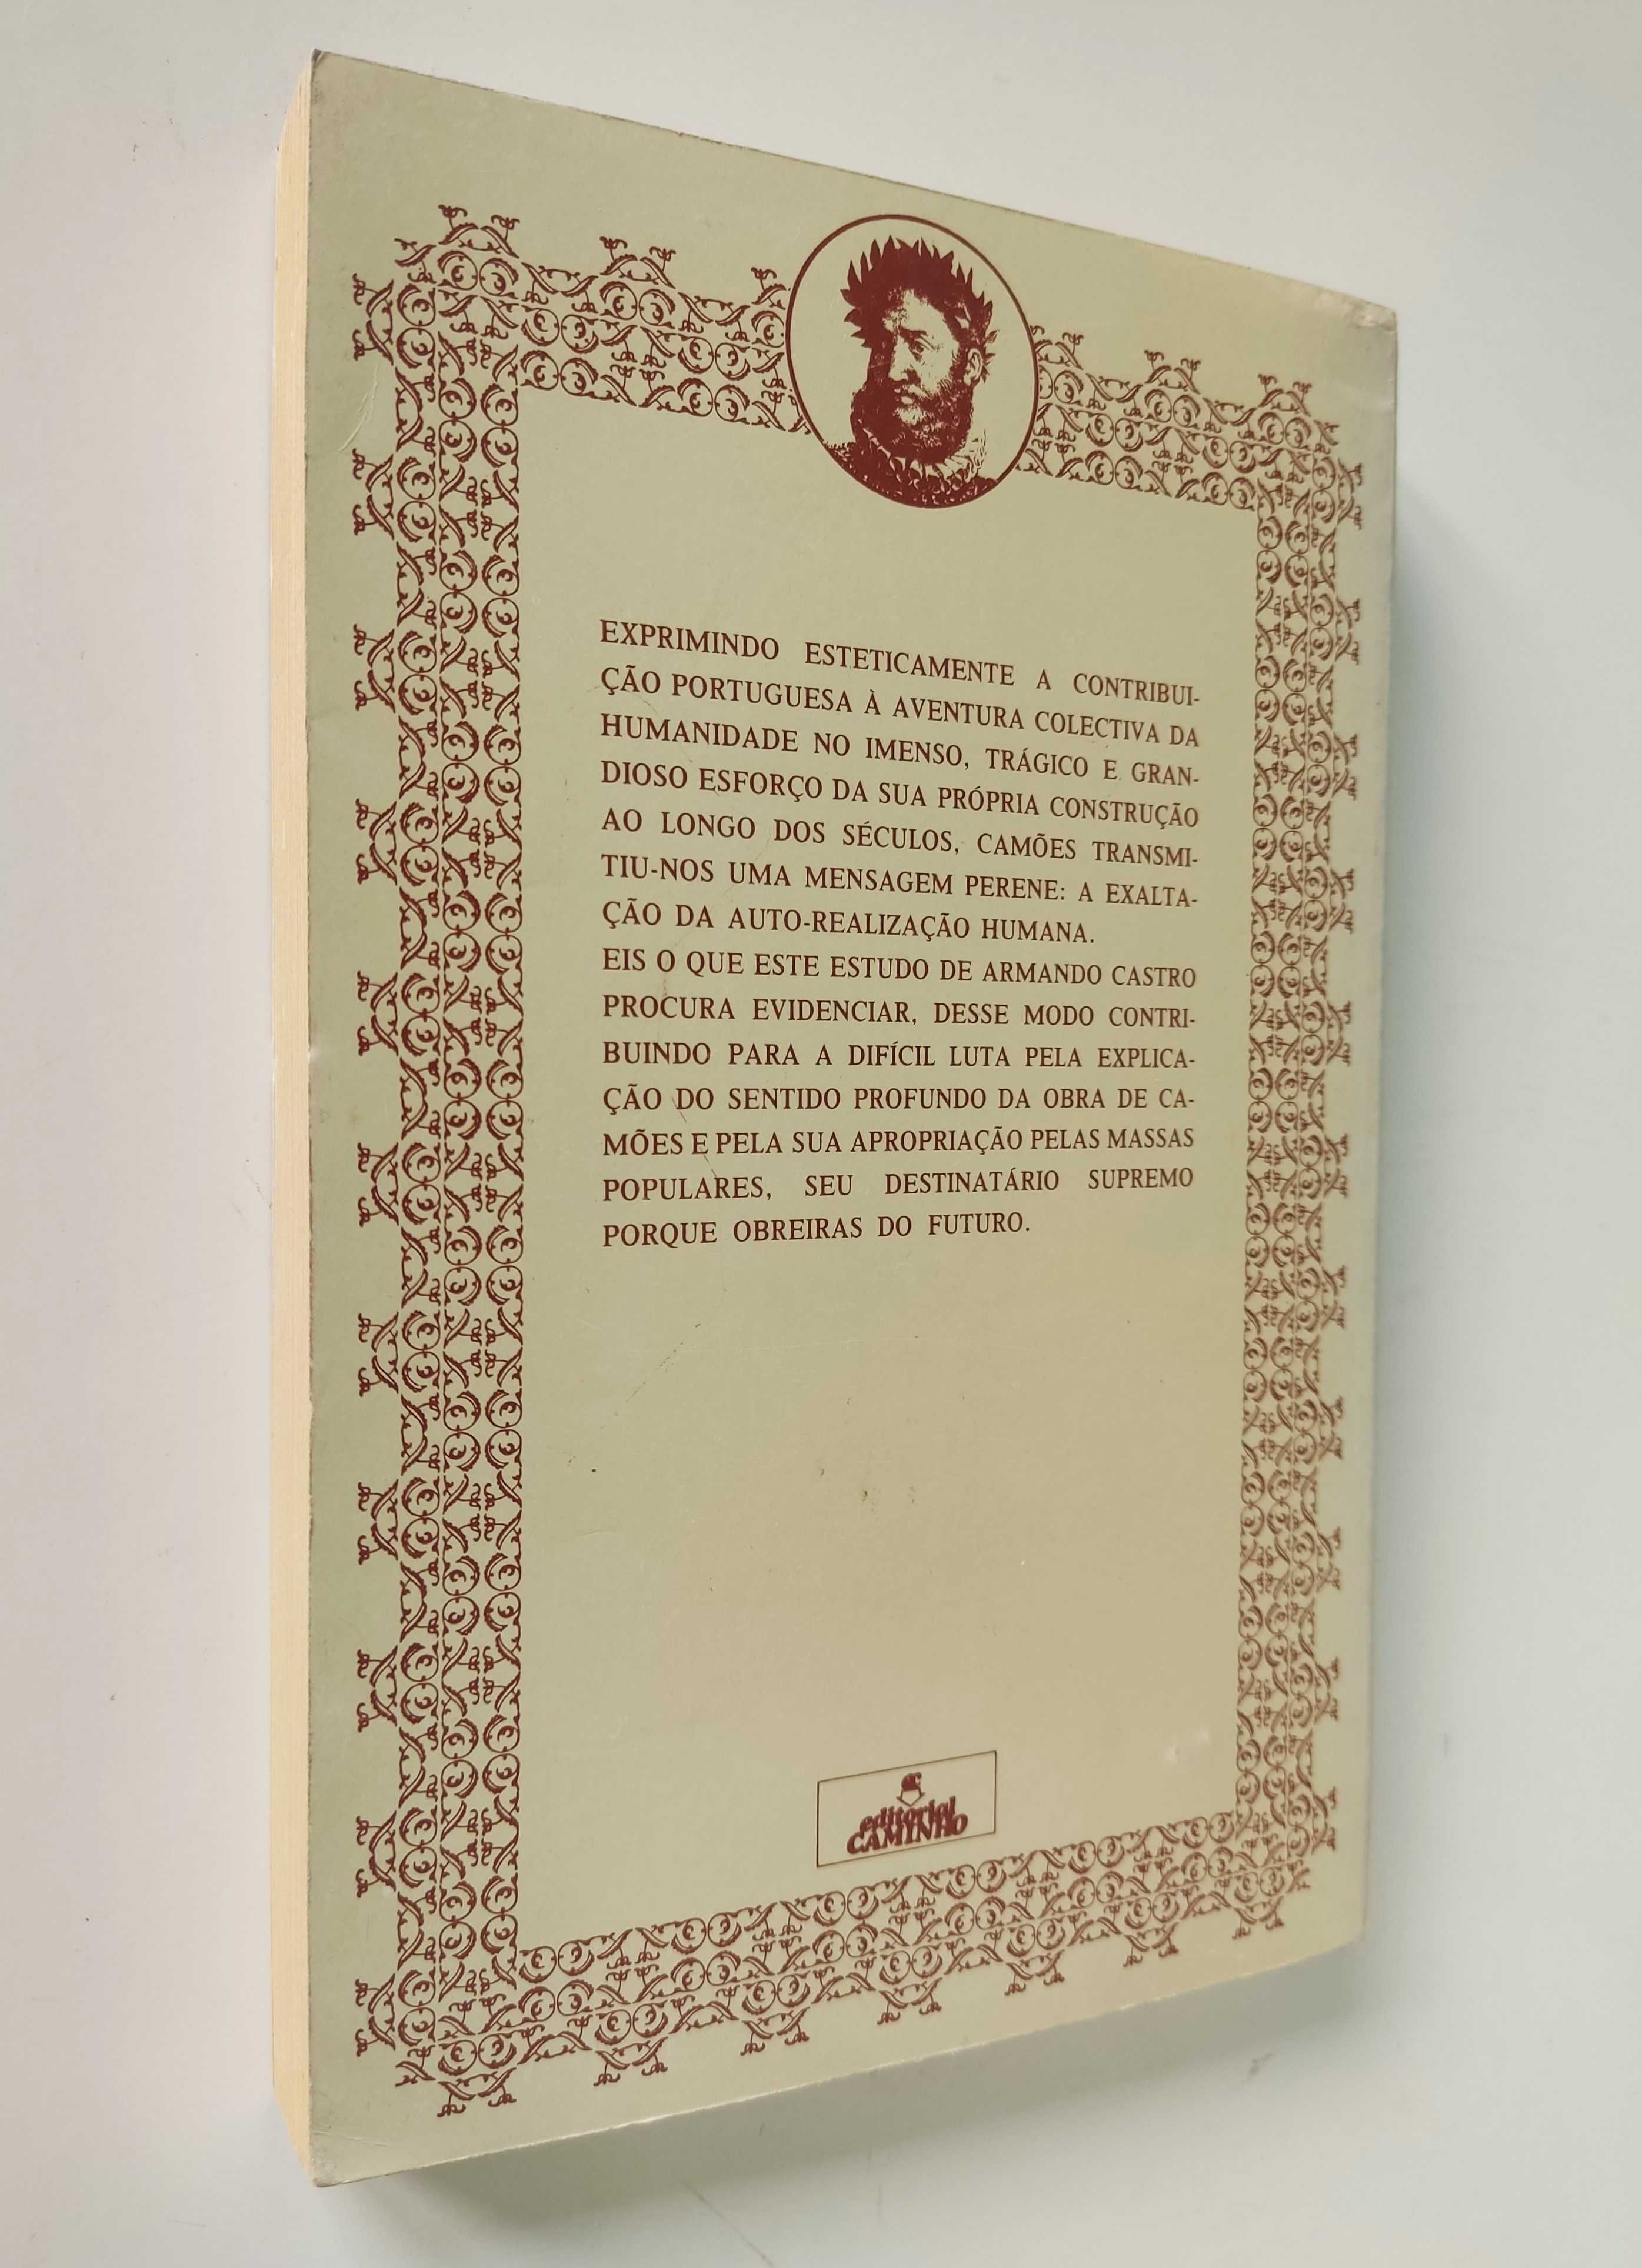 EXPRIMINDO ESTETICAMENTE A CONTRIBUI-
ÇÃO PORTUGUESA À AVENTURA COLECTIVA DA
HUMANIDADE NO IMENSO, TRÁGICO E GRAN-
DIOSO ESFORÇO DA SUA PRÓPRIA CONSTRUÇÃO
AO LONGO DOS SÉCULOS, CAMÕES TRANSMI-
TIU-NOS UMA MENSAGEM PERENE: A EXALTA-
ÇÃO DA AUTO-REALIZAÇÃO HUMANA.
EIS O QUE ESTE ESTUDO DE ARMANDO CASTRO
PROCURA EVIDENCIAR, DESSE MODO CONTRI-
BUINDO PARA A DIFÍCIL LUTA PELA EXPLICA-
ÇÃO DO SENTIDO PROFUNDO DA OBRA DE CA-
MÕES E PELA SUA APROPRIAÇÃO PELAS MASSAS
POPULARES, SEU DESTINATÁRIO SUPREMO
PORQUE OBREIRAS DO FUTURO.
editorial
CAMINHO